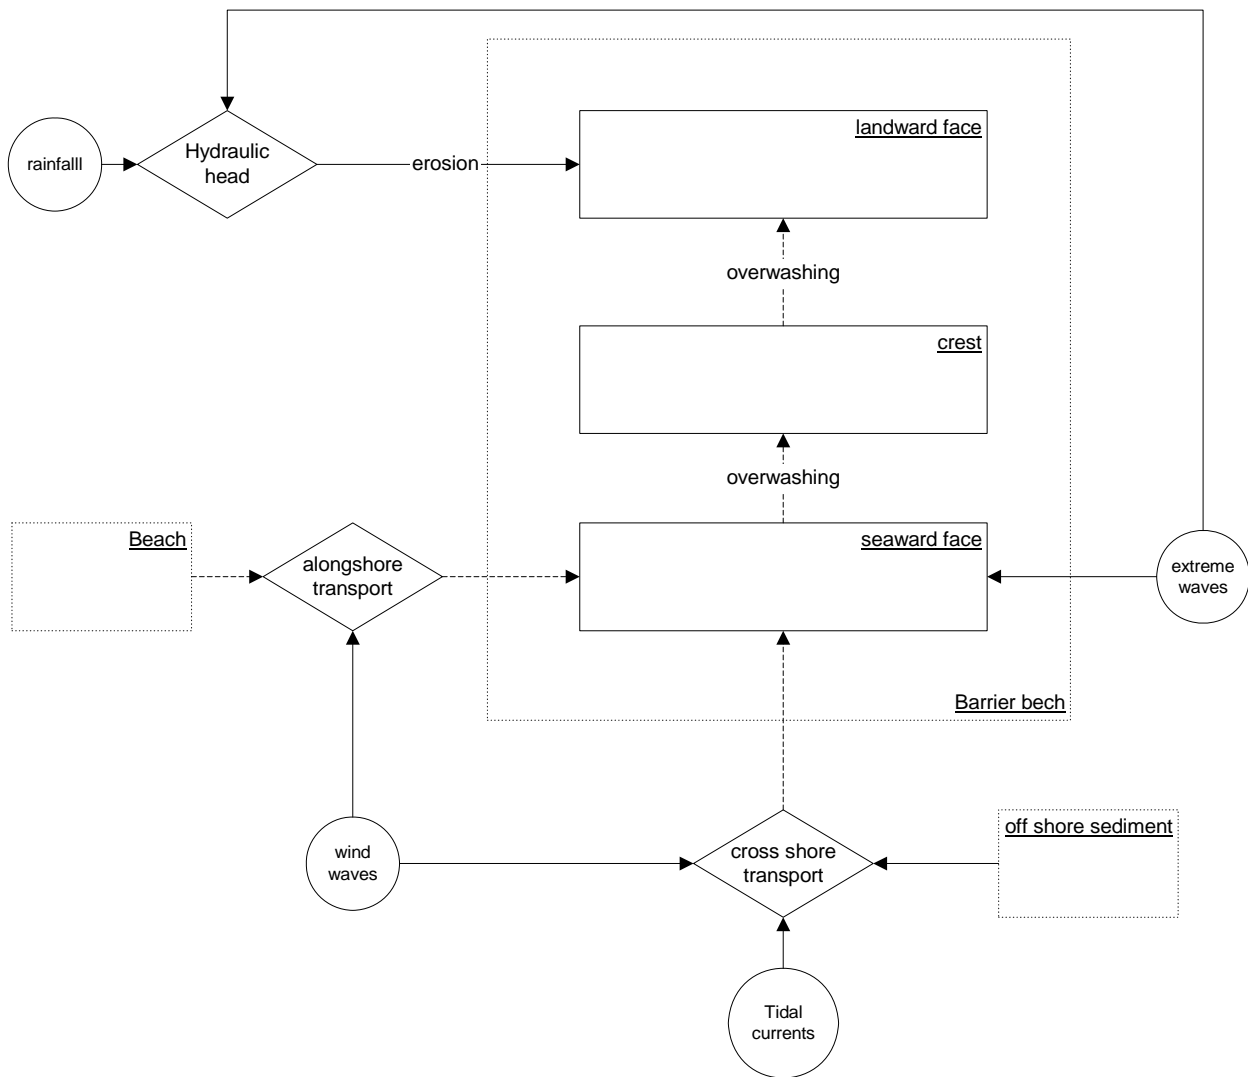 landward face
rainfalll
Hydraulic
head
erosion
overwashing
crest
overwashing
Beach
seaward face
alongshore
transport
extreme
waves
Barrier bech
off shore sediment
wind
waves
cross shore
transport
Tidal
currents